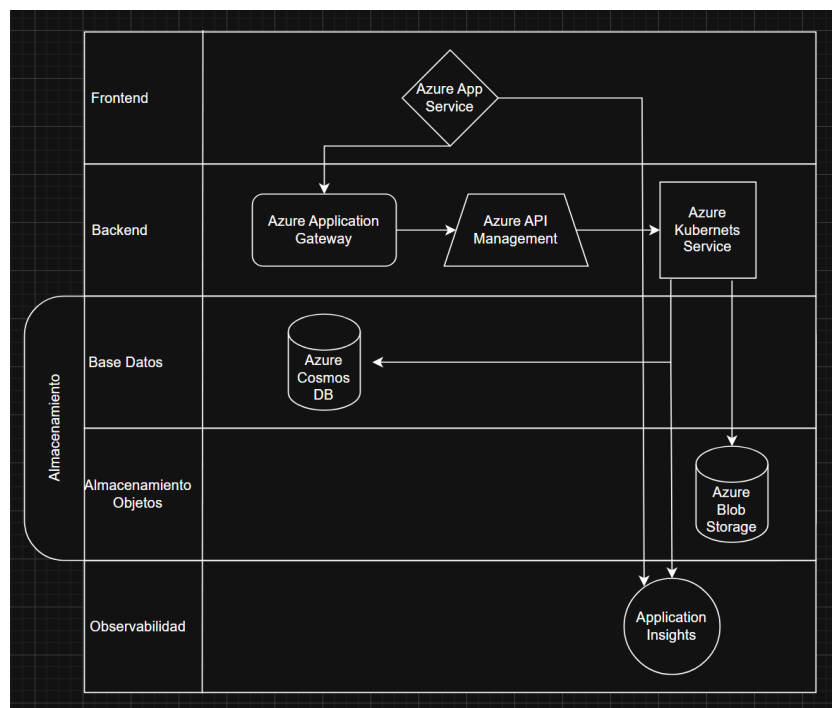 Frontend
Azure App
Service
Backend
Azure Application
Gateway
Azure API
Management
Azure
Kubernets
Service
Almacenamiento
Base Datos
Azure
Cosmos
DB
Almacenamiento
Objetos
Azure
Blob
Storage
Observabilidad
Application
Insights